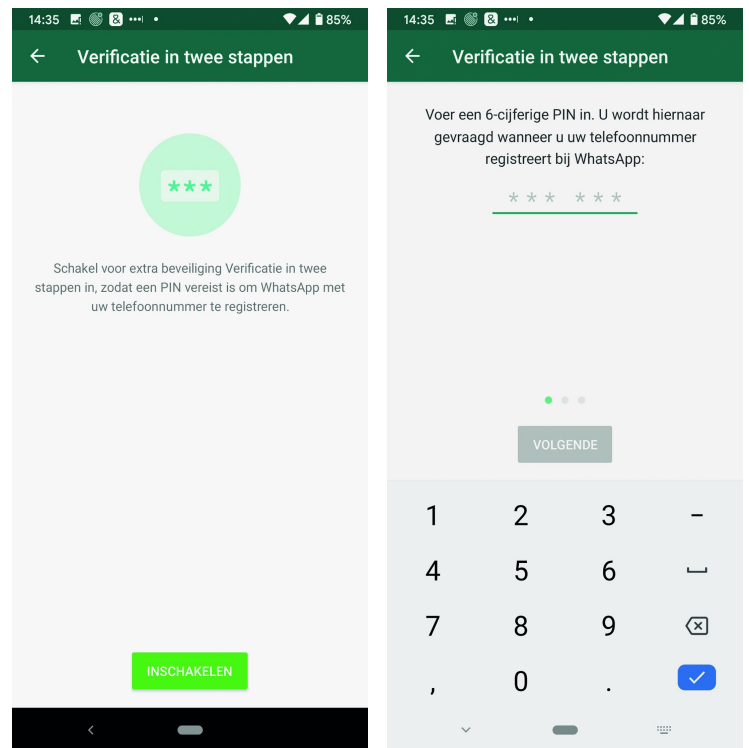 14:35 8 85%
Verificatie in twee stappen
***
Schakel voor extra beveiliging Verificatie in twee
stappen in, zodat een PIN vereist is om WhatsApp met
uw telefoonnummer te registreren.
INSCHAKELEN
14:35 8 85%
Verificatie in twee stappen
Voer een 6-cijferige PIN in. U wordt hiernaar
gevraagd wanneer u uw telefoonnummer
registreert bij WhatsApp:
*** ***
VOLGENDE
1 2 3 –
4 5 6
7 8 9
, 0 .